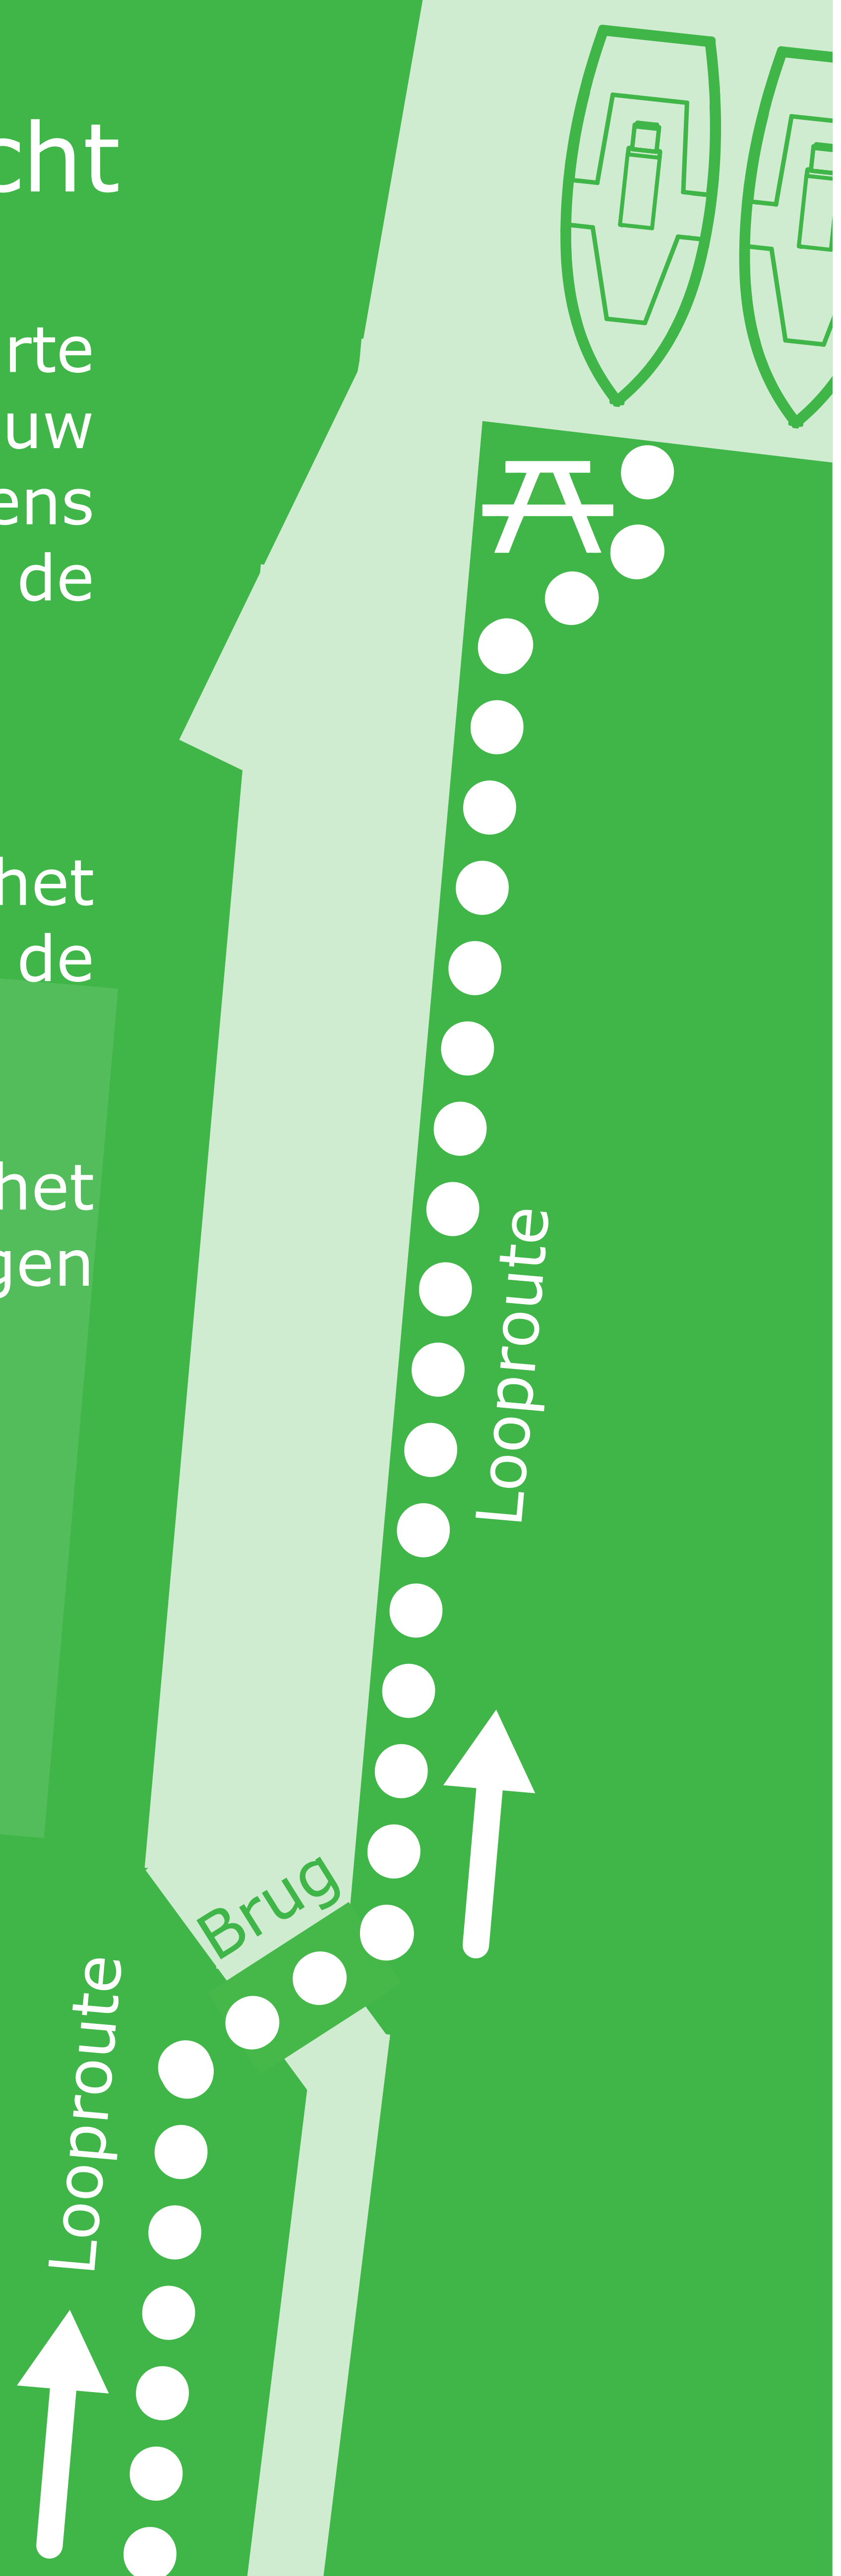 cht
rte
uw
ens
de
het
de
het
gen
Looproute
Brug
Looproute